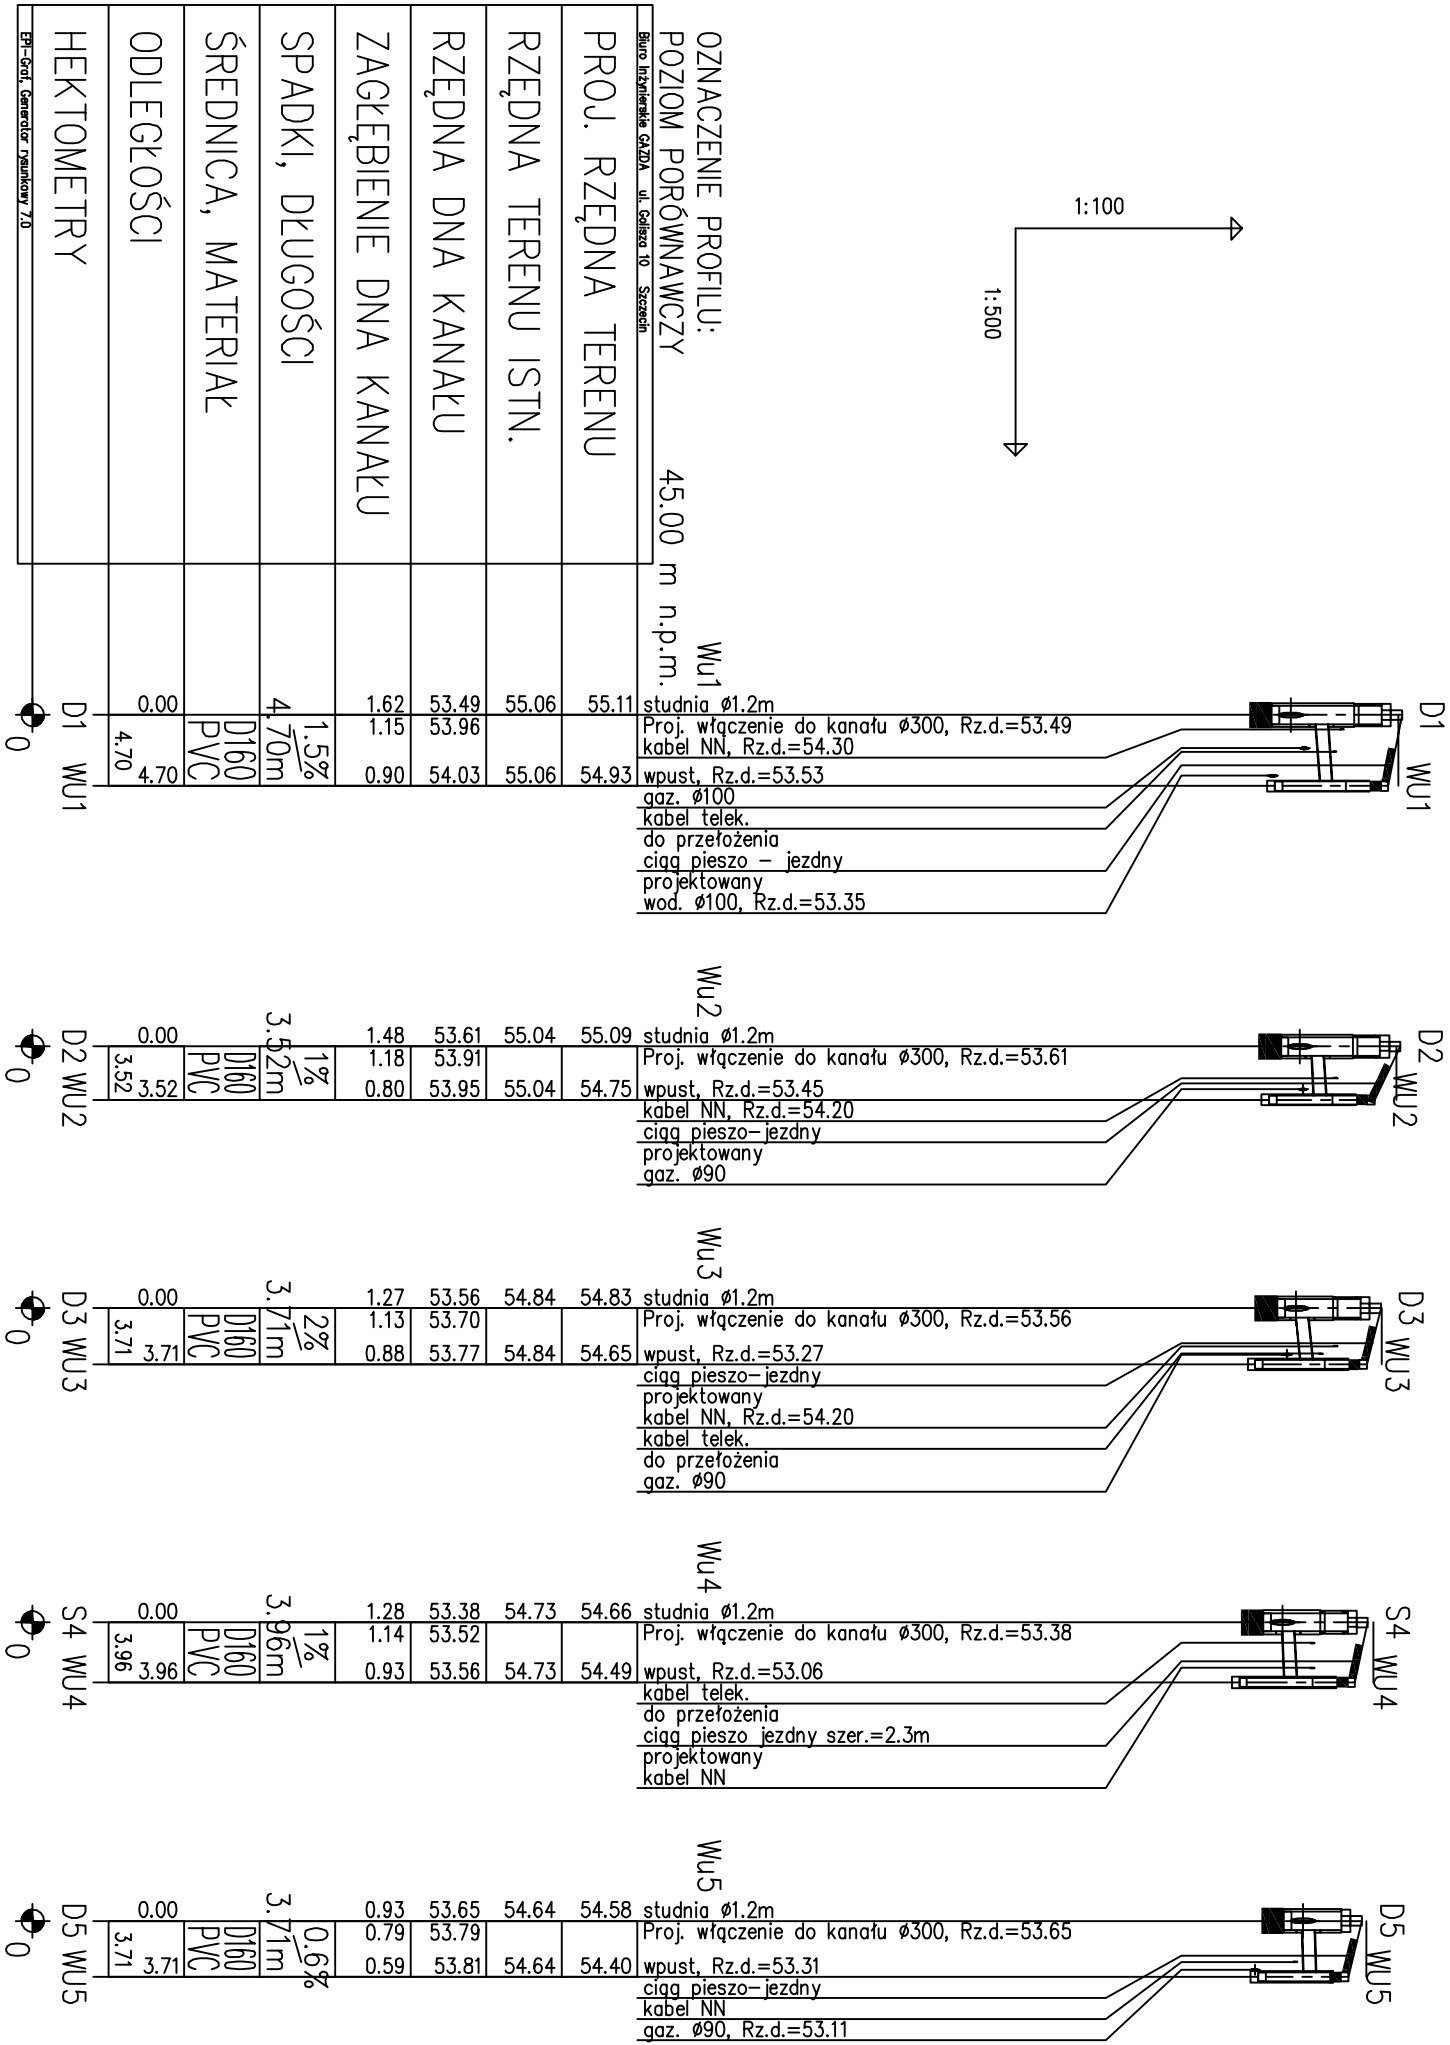 1:100
1:500
OZNACZENIE PROFILU:
POZIOM PORÓWNAWCZY 45.00 m n.p.m.
Biuro Inżynierskie GAZDA ul. Golisza 10 Szczecin
PROJ. RZĘDNA TERENU
RZĘDNA TERENU ISTN.
RZĘDNA DNA KANAŁU
ZAGŁĘBIENIE DNA KANAŁU
SPADKI, DŁUGOŚCI
ŚREDNICA, MATERIAŁ
ODLEGŁOŚCI
HEKTOMETRY
EPI-Graf, Generator rysunkowy 7.0
D1 WU1
Wu1
studnia ø1.2m
Proj. włączenie do kanału ø300, Rz.d.=53.49
kabel NN, Rz.d.=54.30
wpust, Rz.d.=53.53
gaz. ø100
kabel telek.
do przełożenia
ciąg pieszo - jezdny
projektowany
wod. ø100, Rz.d.=53.35
55.11 54.93
55.06 55.06
53.49 53.96 54.03
1.62 1.15 0.90
1.5%
4.70m
D160
PVC
0.00 4.70
4.70
D1 WU1
0
D2 WU2
Wu2
studnia ø1.2m
Proj. włączenie do kanału ø300, Rz.d.=53.61
wpust, Rz.d.=53.45
kabel NN, Rz.d.=54.20
ciąg pieszo-jezdny
projektowany
gaz. ø90
55.09 54.75
55.04 55.04
53.61 53.91 53.95
1.48 1.18 0.80
1%
3.52m
D160
PVC
0.00 3.52
3.52
D2 WU2
0
D3 WU3
Wu3
studnia ø1.2m
Proj. włączenie do kanału ø300, Rz.d.=53.56
wpust, Rz.d.=53.27
ciąg pieszo-jezdny
projektowany
kabel NN, Rz.d.=54.20
kabel telek.
do przełożenia
gaz. ø90
54.83 54.65
54.84 54.84
53.56 53.70 53.77
1.27 1.13 0.88
2%
3.71m
D160
PVC
0.00 3.71
3.71
D3 WU3
0
S4 WU4
Wu4
studnia ø1.2m
Proj. włączenie do kanału ø300, Rz.d.=53.38
wpust, Rz.d.=53.06
kabel telek.
do przełożenia
ciąg pieszo jezdny szer.=2.3m
projektowany
kabel NN
54.66 54.49
54.73 54.73
53.38 53.52 53.56
1.28 1.14 0.93
1%
3.96m
D160
PVC
0.00 3.96
3.96
S4 WU4
0
D5 WU5
Wu5
studnia ø1.2m
Proj. włączenie do kanału ø300, Rz.d.=53.65
wpust, Rz.d.=53.31
ciąg pieszo-jezdny
kabel NN
gaz. ø90, Rz.d.=53.11
54.58 54.40
54.64 54.64
53.65 53.79 53.81
0.93 0.79 0.59
0.6%
3.71m
D160
PVC
0.00 3.71
3.71
D5 WU5
0